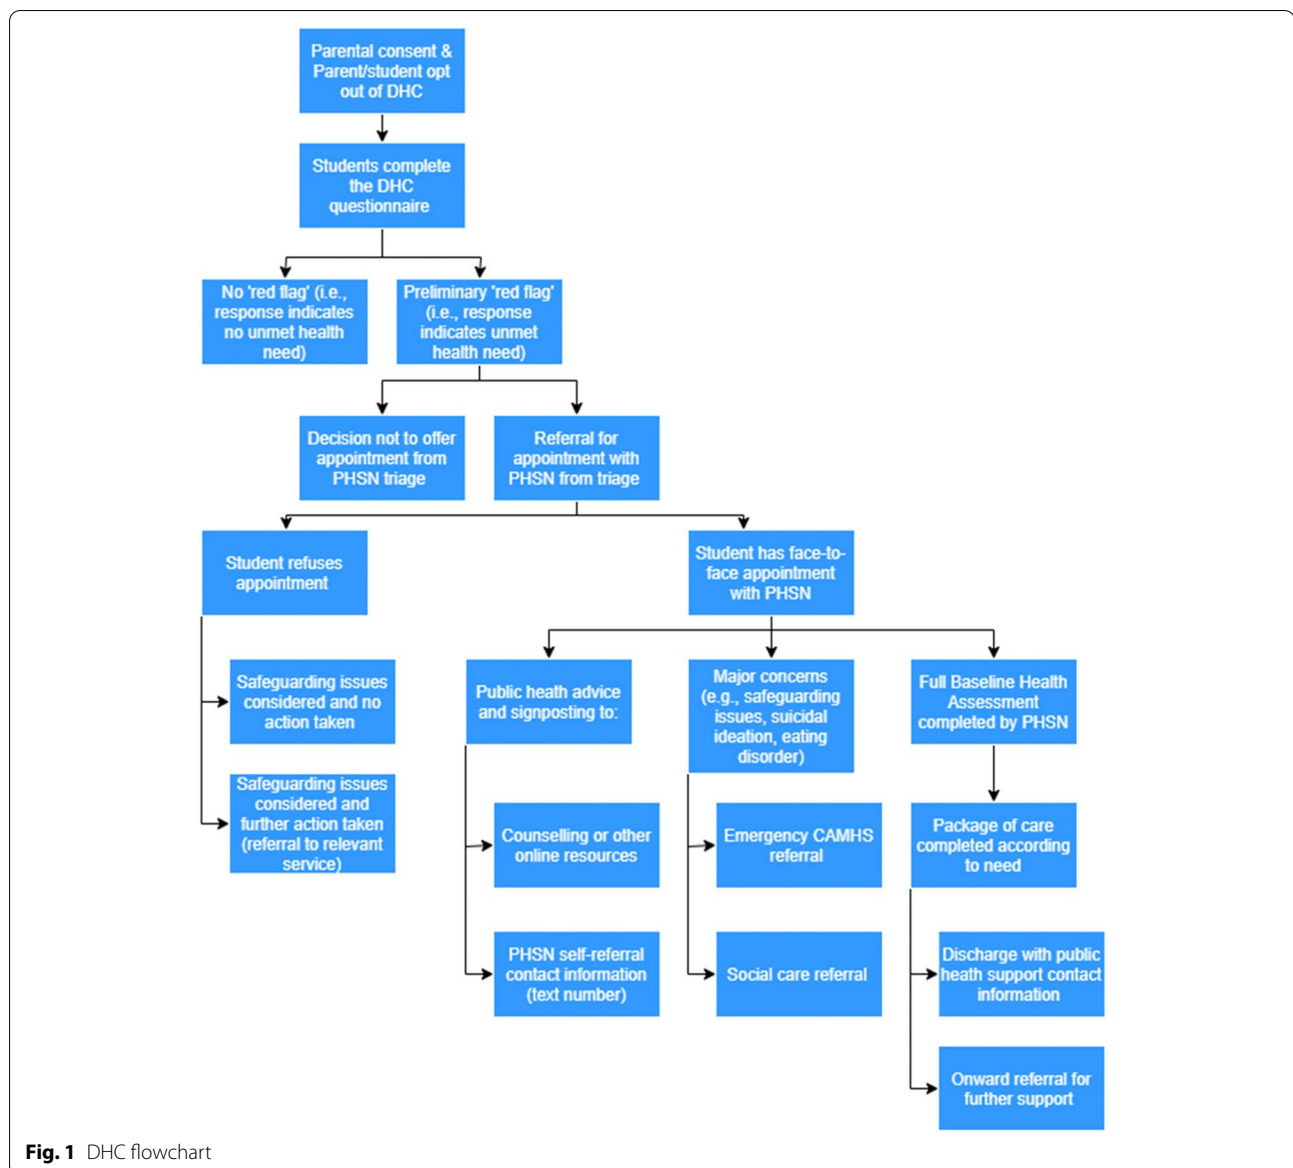 Parental consent &
Parent/student opt
out of DHC
Students complete
the DHC
questionnaire
No 'red flag' (i.e.,
response indicates
no unmet health
need)
Preliminary 'red flag'
(i.e., response
indicates unmet
health need)
Decision not to offer
appointment from
PHSN triage
Referral for
appointment with
PHSN from triage
Student refuses
appointment
Student has face-to-
face appointment
with PHSN
Safeguarding issues
considered and no
action taken
Safeguarding issues
considered and
further action taken
(referral to relevant
service)
Public heath advice
and signposting to:
Counselling or other
online resources
PHSN self-referral
contact information
(text number)
Major concerns
(e.g., safeguarding
issues, suicidal
ideation, eating
disorder)
Emergency CAMHS
referral
Social care referral
Full Baseline Health
Assessment
completed by PHSN
Package of care
completed according
to need
Discharge with public
heath support contact
information
Onward referral for
further support
Fig. 1 DHC flowchart